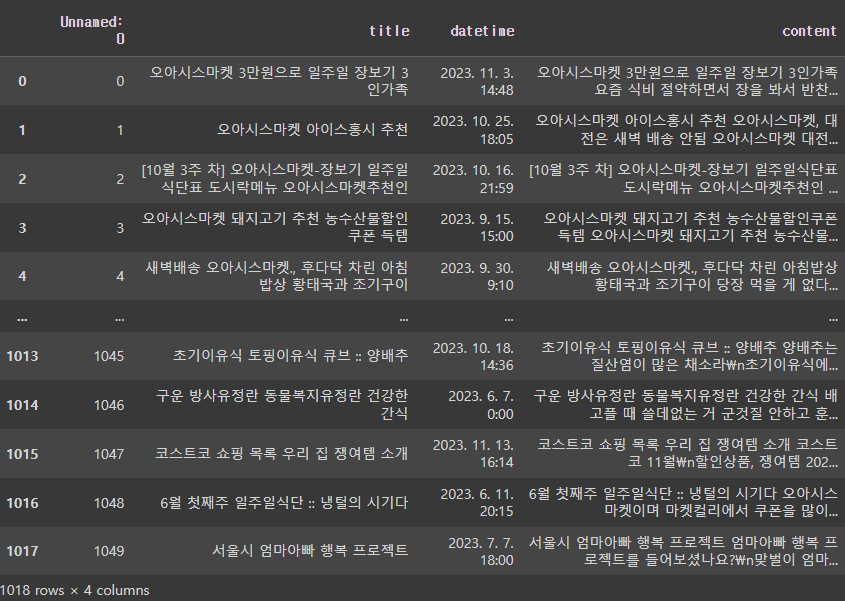 Unnamed: 0 title datetime content
0 0 오아시스마켓 3만원으로 일주일 장보기 3 2023. 11. 3. 오아시스마켓 3만원으로 일주일 장보기 3인가족
인가족 14:48 요즘 식비 절약하면서 장을 봐서 반찬...
1 1 오아시스마켓 아이스홍시 추천 2023. 10. 25. 오아시스마켓 아이스홍시 추천 오아시스마켓, 대
18:05 전은 새벽 배송 안됨 오아시스마켓 대전...
2 2 [10월 3주 차] 오아시스마켓-장보기 일주일 2023. 10. 16. [10월 3주 차] 오아시스마켓-장보기 일주일식단표
식단표 도시락메뉴 오아시스마켓추천인 21:59 도시락메뉴 오아시스마켓추천인 ...
3 3 오아시스마켓 돼지고기 추천 농수산물할인 2023. 9. 15. 오아시스마켓 돼지고기 추천 농수산물할인쿠폰
쿠폰 득템 15:00 득템 오아시스마켓 돼지고기 추천 농수산물...
4 4 새벽배송 오아시스마켓., 후다닥 차린 아침 2023. 9. 30. 새벽배송 오아시스마켓., 후다닥 차린 아침밥상
밥상 황태국과 조기구이 9:10 황태국과 조기구이 당장 먹을 게 없다...
... ... ... ... ...
1013 1045 초기이유식 토핑이유식 큐브 :: 양배추 2023. 10. 18. 초기이유식 토핑이유식 큐브 :: 양배추 양배추는
14:36 질산염이 많은 채소라₩n초기이유식에...
1014 1046 구운 방사유정란 동물복지유정란 건강한 2023. 6. 7. 구운 방사유정란 동물복지유정란 건강한 간식 배
간식 0:00 고플 때 쓸데없는 거 군것질 안하고 훈...
1015 1047 코스트코 쇼핑 목록 우리 집 쟁여템 소개 2023. 11. 13. 코스트코 쇼핑 목록 우리 집 쟁여템 소개 코스트
16:14 코 11월₩n할인상품, 쟁여템 202...
1016 1048 6월 첫째주 일주일식단 :: 냉털의 시기다 2023. 6. 11. 6월 첫째주 일주일식단 :: 냉털의 시기다 오아시스
20:15 마켓이며 마켓컬리에서 쿠폰을 많이...
1017 1049 서울시 엄마아빠 행복 프로젝트 2023. 7. 7. 서울시 엄마아빠 행복 프로젝트 엄마아빠 행복 프
18:00 로젝트를 들어보셨나요?₩n맞벌이 엄마...
1018 rows × 4 columns